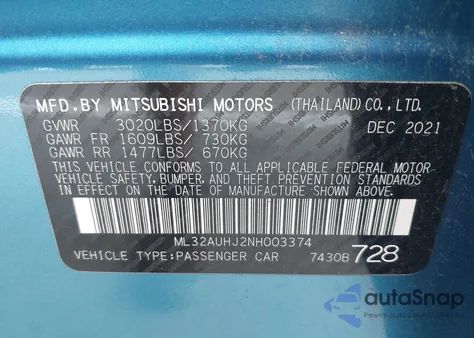 MFD. BY MITSUBISHI MOTORS (THAILAND) CO., LTD.
GVWR 3020LBS/1370KG DEC 2021
GAWR FR 1609LBS/ 730KG
GAWR RR 1477LBS/ 670KG
THIS VEHICLE CONFORMS TO ALL APPLICABLE U.S. FEDERAL MOTOR
VEHICLE SAFETY, BUMPER, AND THEFT PREVENTION STANDARDS
IN EFFECT ON THE DATE OF MANUFACTURE SHOWN ABOVE.
ML32AUHJ2NH003374
VEHICLE TYPE:PASSENGER CAR 7430B 728
autoSnap